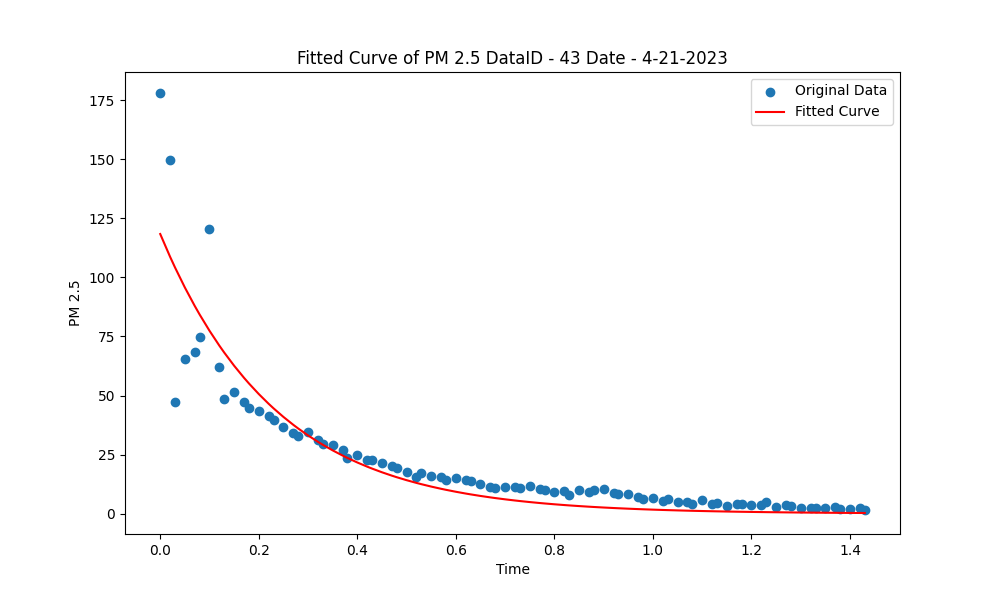 Fitted Curve of PM 2.5 DataID - 43 Date - 4-21-2023
Original Data
Fitted Curve
175
150
125
100
75
50
25
0
PM 2.5
0.0 0.2 0.4 0.6 0.8 1.0 1.2 1.4
Time